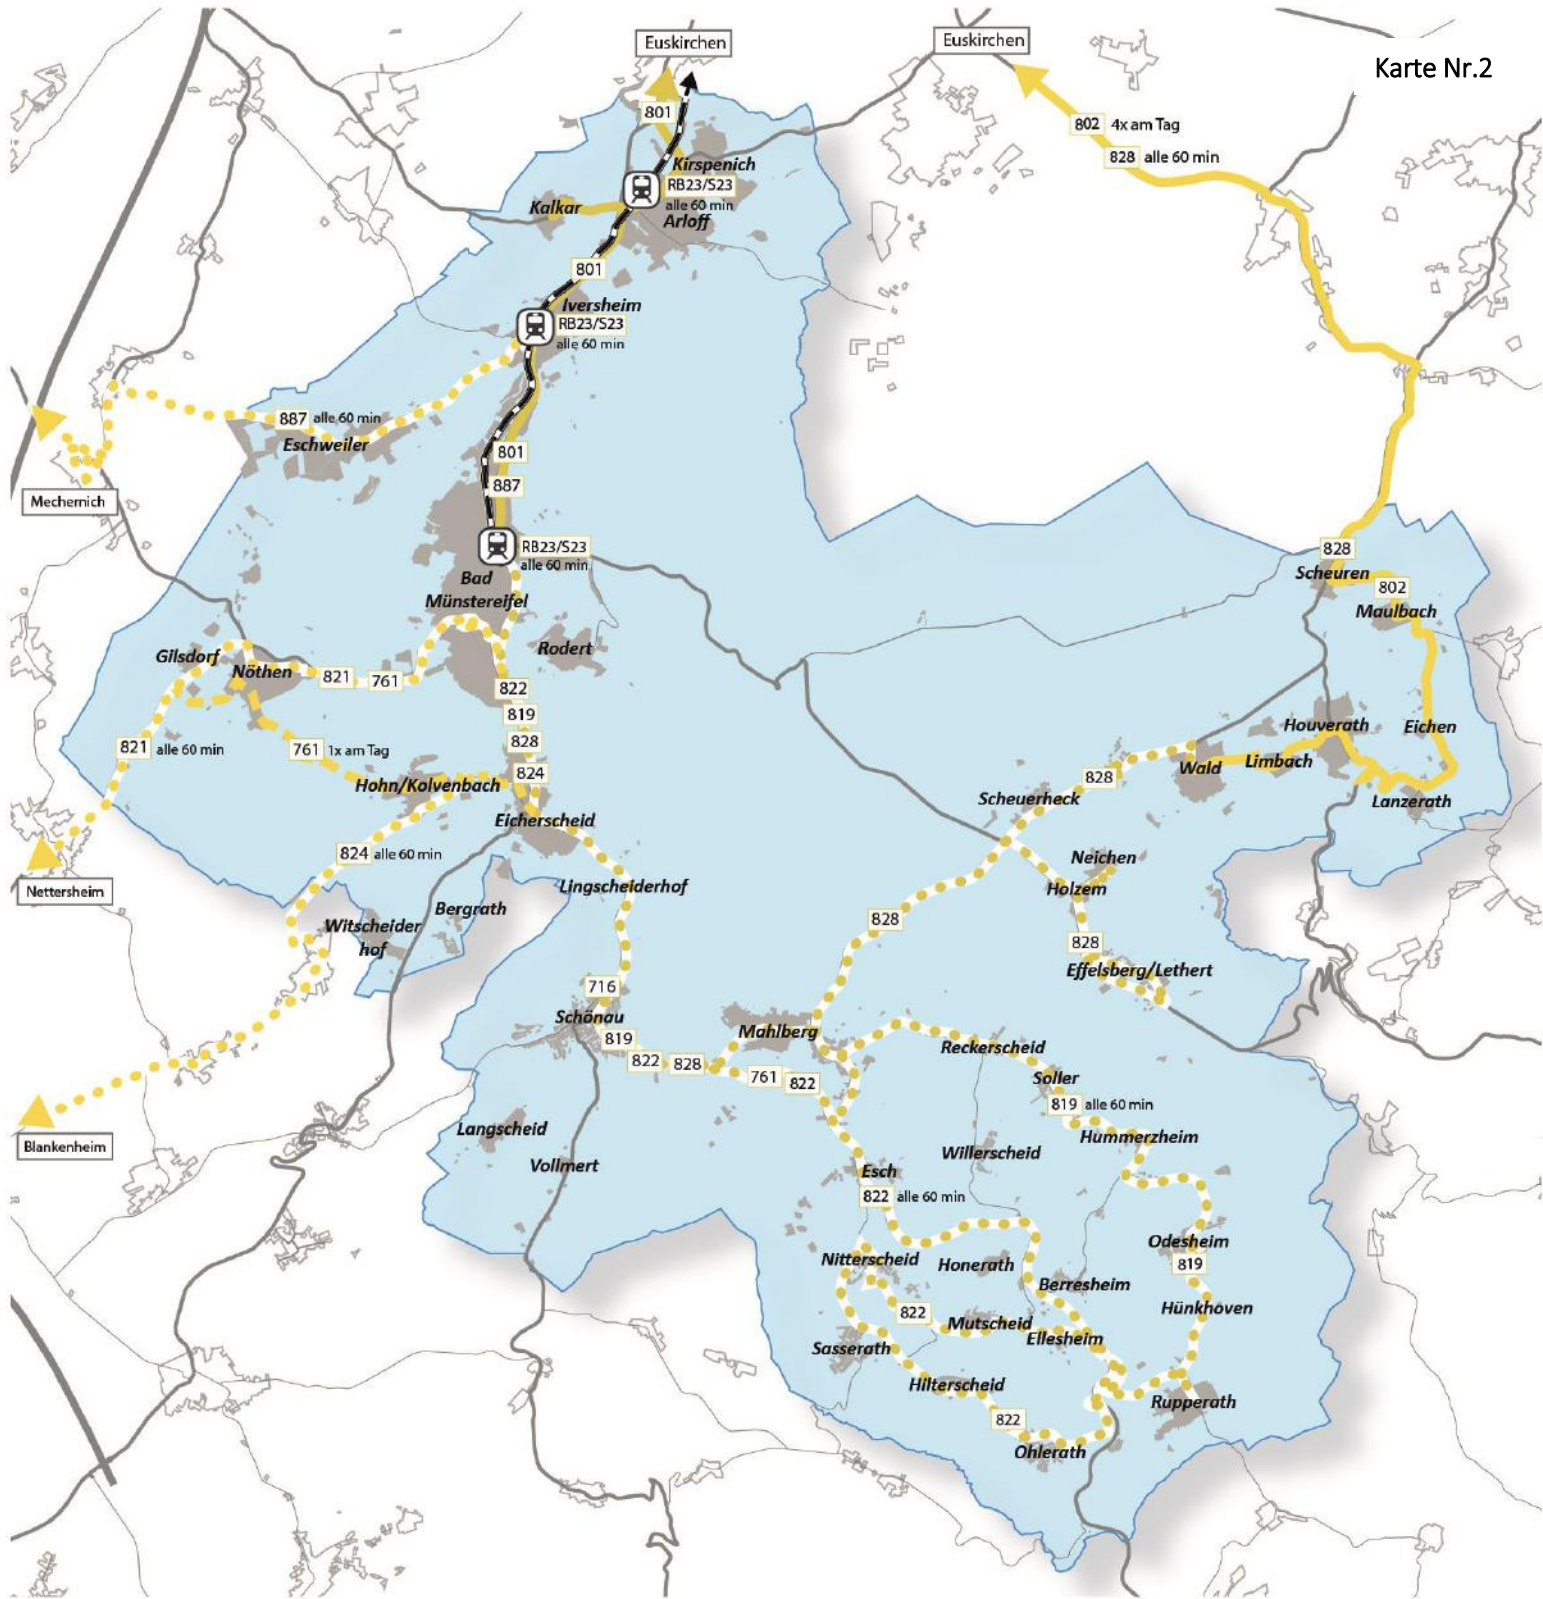 Euskirchen
Euskirchen
Karte Nr.2
801
802 4x am Tag
828 alle 60 min
Kirspenich
RB23/S23
alle 60 min
Kalkar
Arloff
801
Iversheim
RB23/S23
alle 60 min
887 alle 60 min
Eschweiler
801
887
Mechernich
RB23/S23
alle 60 min
828
Scheuren
802
Maulbach
Bad
Münstereifel
Rodert
Gilsdorf
Nöthen
821
761
822
819
828
824
821 alle 60 min
761 1x am Tag
Hohn/Kolvenbach
Houverath
Eichen
Limbach
Wald
828
Lanzerath
Scheuerheck
Eicherscheid
824 alle 60 min
Neichen
Holzem
Nettersheim
Lingscheiderhof
Bergrath
Witscheider
hof
828
828
Effelsberg/Lethert
716
Schönau
819
822
828
Mahlberg
761
822
Reckerscheid
Soller
819 alle 60 min
Hummerzheim
Blankenheim
Langscheid
Vollmert
Willerscheid
Esch
822 alle 60 min
Odesheim
819
Nitterscheid
Honerath
Berresheim
Hünkhoven
822
Mutscheid
Ellesheim
Sasserath
Hilterscheid
Rupperath
822
Ohlerath